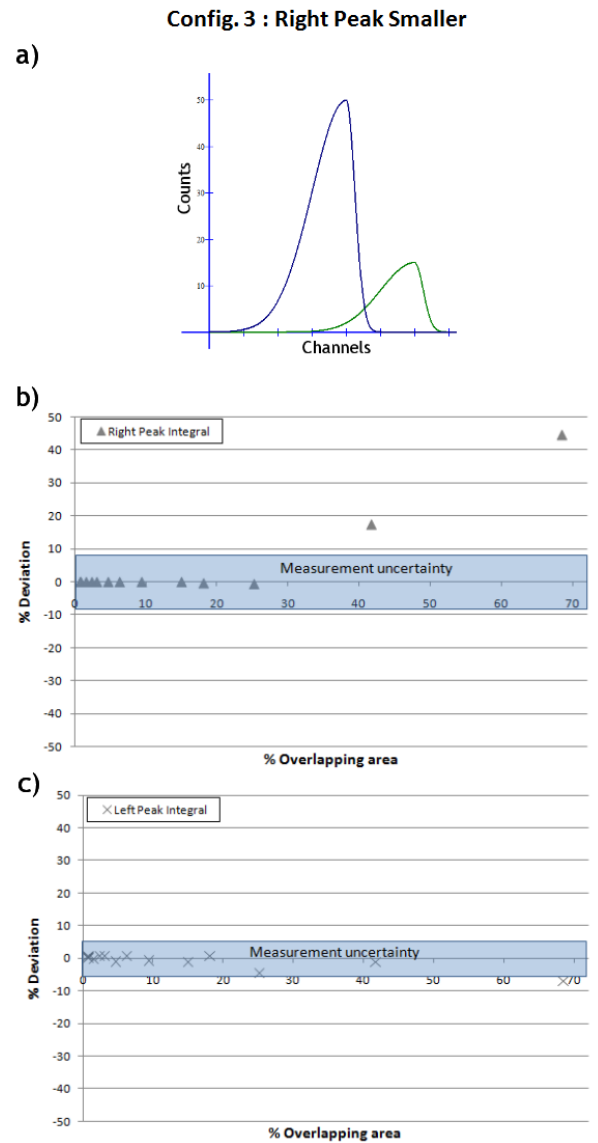 Config. 3 : Right Peak Smaller
a)
50
40
30
20
10
Counts
Channels
b)
50
40
30
20
10
0
-10
-20
-30
-40
-50
▲ Right Peak Integral
Measurement uncertainty
0 10 20 30 40 50 60 70
% Deviation
% Overlapping area
c)
50
40
30
20
10
0
-10
-20
-30
-40
-50
× Left Peak Integral
Measurement uncertainty
0 10 20 30 40 50 60 70
% Deviation
% Overlapping area